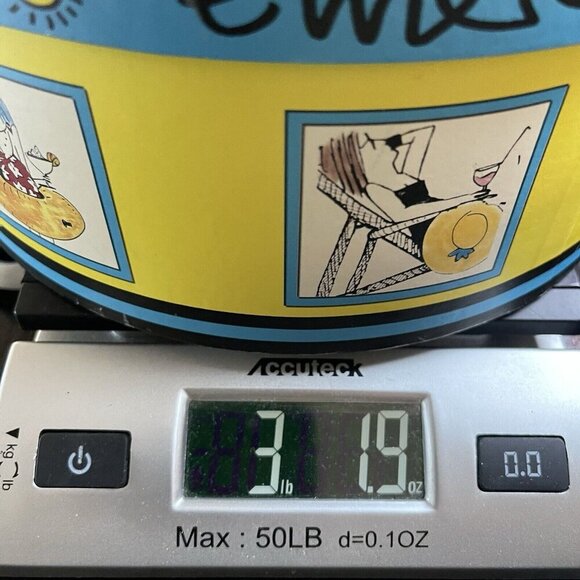 Accuteck
3 lb 1.9 oz
0.0
kg
lb
Max : 50LB d=0.1OZ